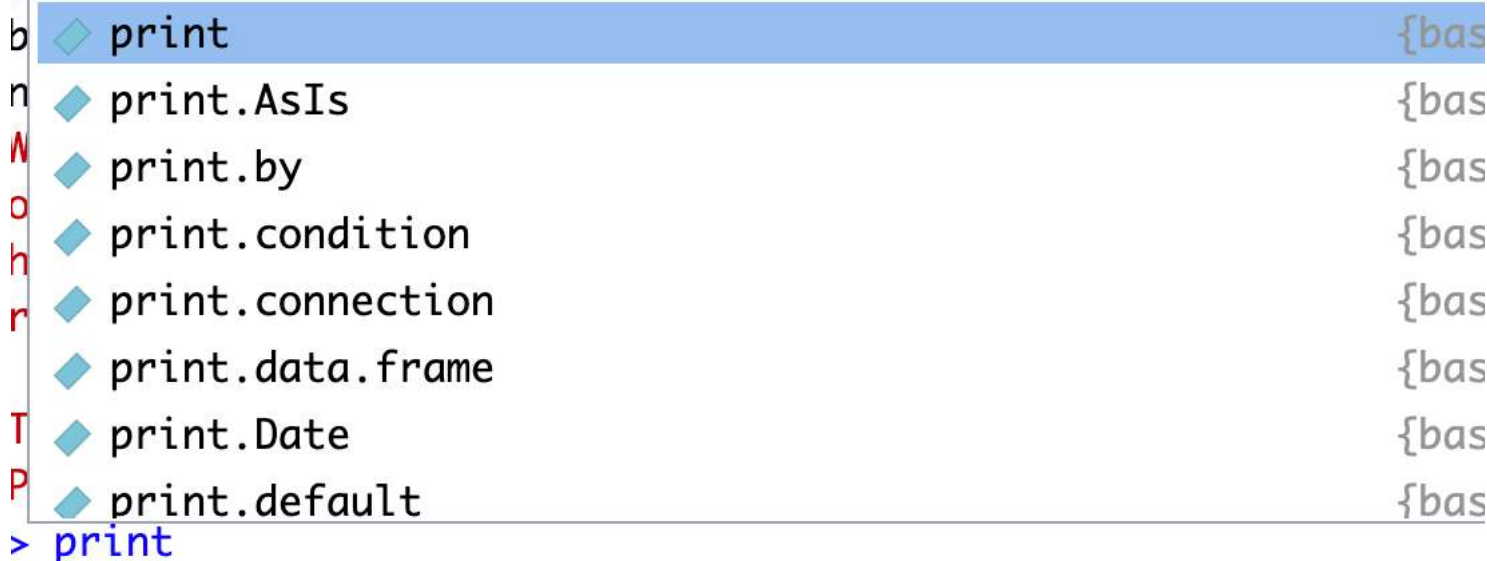 print {bas
print.AsIs {bas
print.by {bas
print.condition {bas
print.connection {bas
print.data.frame {bas
print.Date {bas
print.default {bas
> print